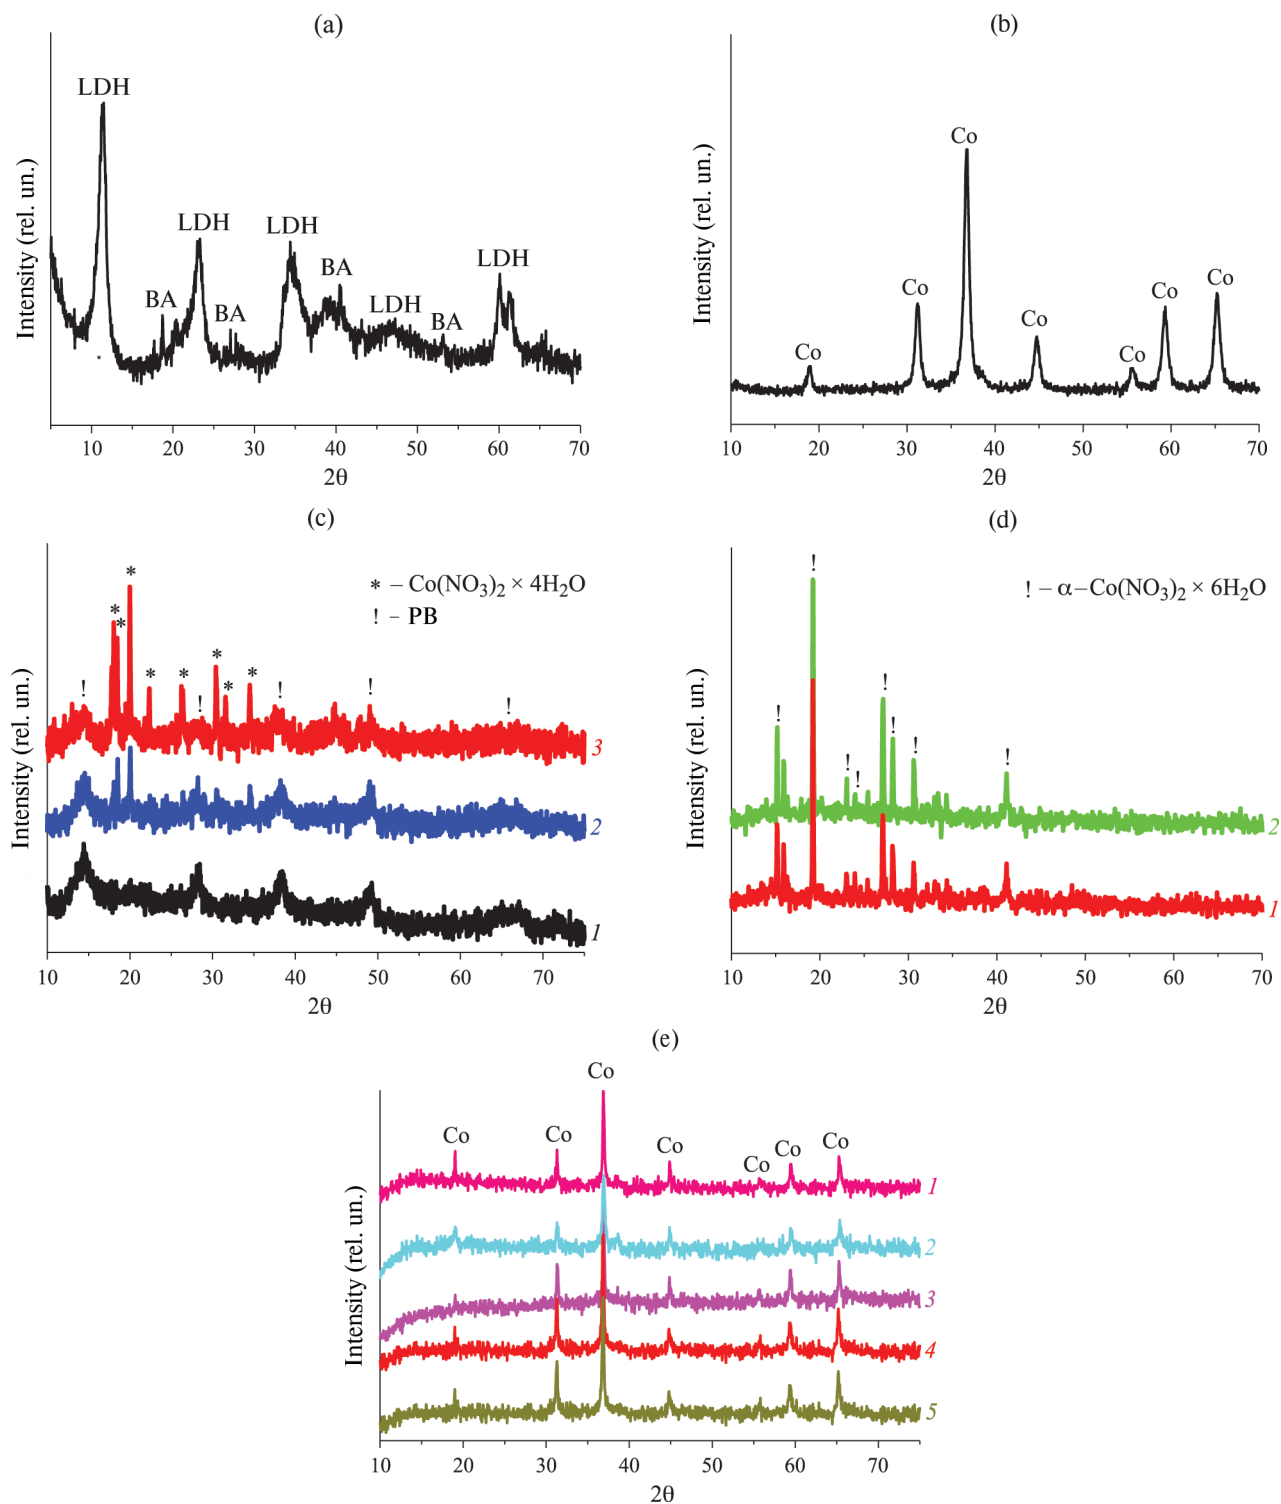 (a)
LDH
LDH
LDH
LDH
BA
BA
BA
LDH
BA
*
Intensity (rel. un.)
10 20 30 40 50 60 70
2θ
(b)
Co
Co
Co
Co
Co
Co
Co
Intensity (rel. un.)
10 20 30 40 50 60 70
2θ
(c)
* – Co(NO₃)₂ × 4H₂O
! – PB
* * * * * * * *
! ! ! ! !
3
2
1
Intensity (rel. un.)
10 20 30 40 50 60 70
2θ
(d)
! – α–Co(NO₃)₂ × 6H₂O
! ! ! ! ! ! ! !
2
1
Intensity (rel. un.)
10 20 30 40 50 60 70
2θ
(e)
Co
Co Co Co Co Co Co
1
2
3
4
5
Intensity (rel. un.)
10 20 30 40 50 60 70
2θ